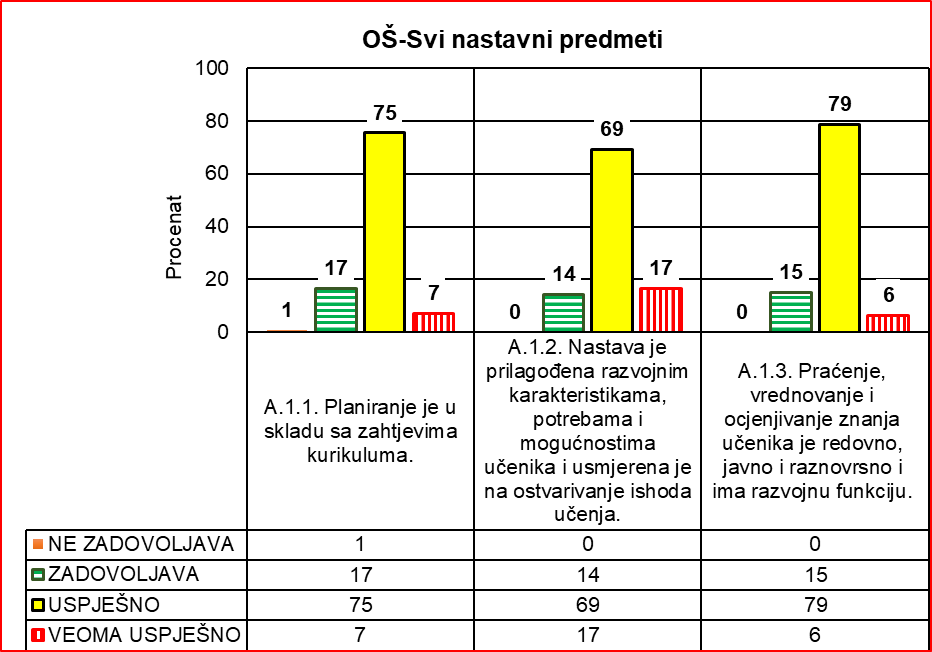 OŠ-Svi nastavni predmeti
Procenat
100
80
60
40
20
0
1
17
75
7
0
14
69
17
0
15
79
6
A.1.1. Planiranje je u
skladu sa zahtjevima
kurikuluma.
A.1.2. Nastava je
prilagođena razvojnim
karakteristikama,
potrebama i
mogućnostima
učenika i usmjerena je
na ostvarivanje ishoda
učenja.
A.1.3. Praćenje,
vrednovanje i
ocjenjivanje znanja
učenika je redovno,
javno i raznovrsno i
ima razvojnu funkciju.
NE ZADOVOLJAVA 1 0 0
ZADOVOLJAVA 17 14 15
USPJEŠNO 75 69 79
VEOMA USPJEŠNO 7 17 6